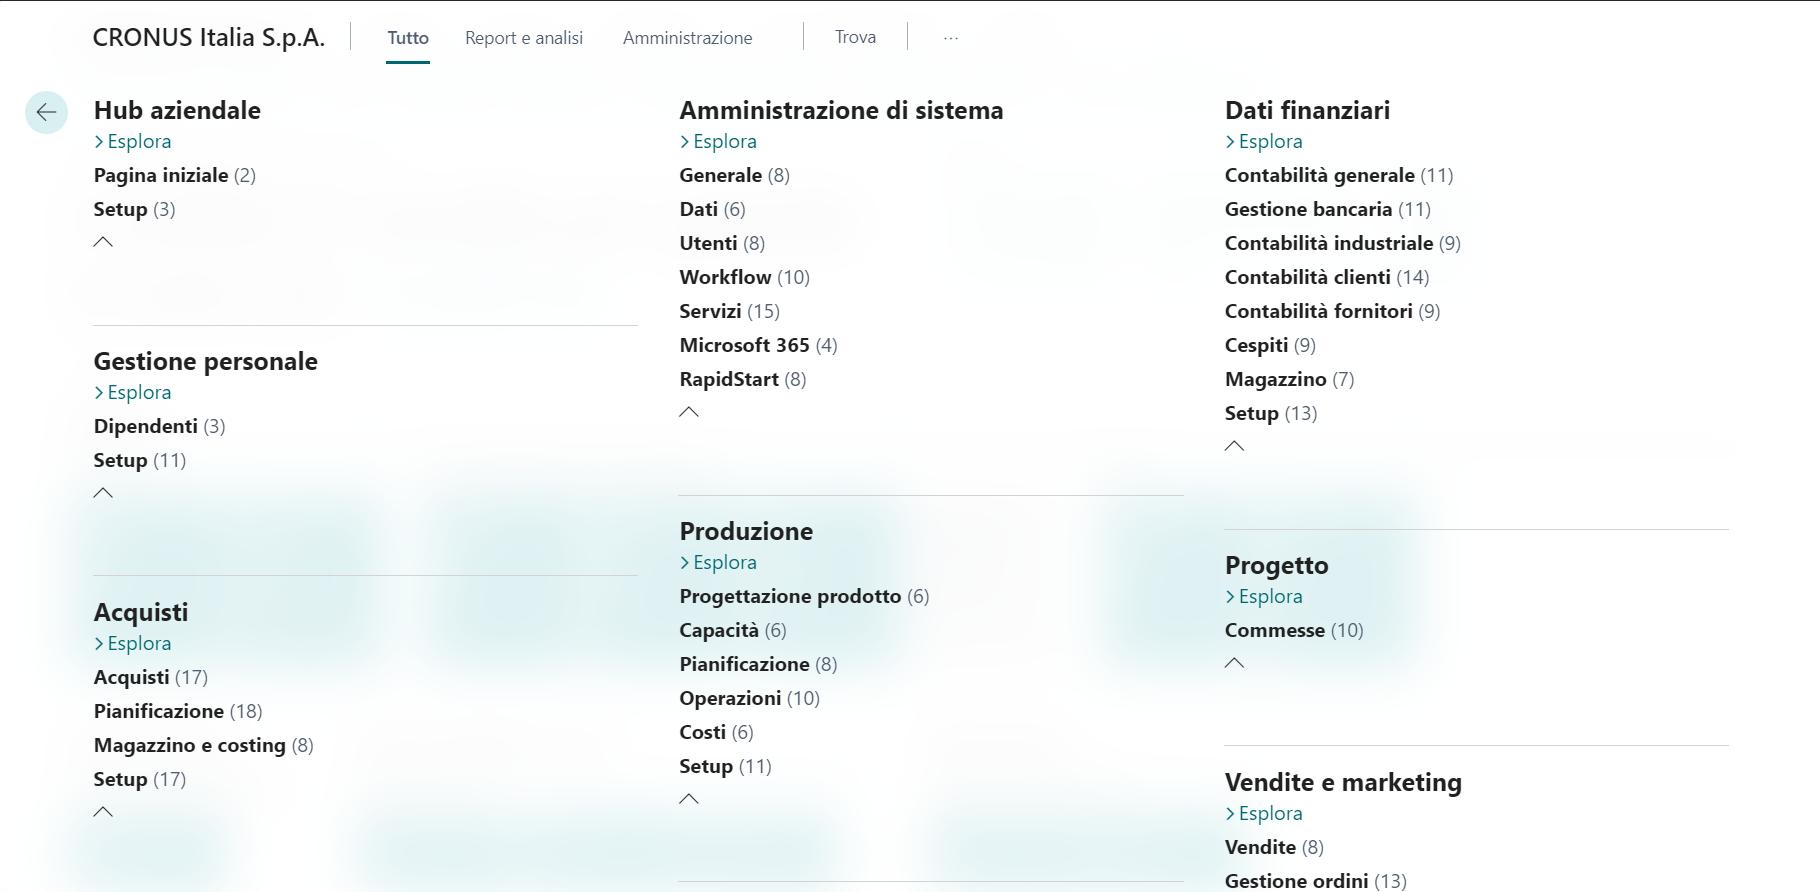 CRONUS Italia S.p.A.
Tutto
Report e analisi
Amministrazione
Trova
...
Hub aziendale
Esplora
Pagina iniziale (2)
Setup (3)
Gestione personale
Esplora
Dipendenti (3)
Setup (11)
Acquisti
Esplora
Acquisti (17)
Pianificazione (18)
Magazzino e costing (8)
Setup (17)
Amministrazione di sistema
Esplora
Generale (8)
Dati (6)
Utenti (8)
Workflow (10)
Servizi (15)
Microsoft 365 (4)
RapidStart (8)
Produzione
Esplora
Progettazione prodotto (6)
Capacità (6)
Pianificazione (8)
Operazioni (10)
Costi (6)
Setup (11)
Dati finanziari
Esplora
Contabilità generale (11)
Gestione bancaria (11)
Contabilità industriale (9)
Contabilità clienti (14)
Contabilità fornitori (9)
Cespiti (9)
Magazzino (7)
Setup (13)
Progetto
Esplora
Commesse (10)
Vendite e marketing
Esplora
Vendite (8)
Gestione ordini (13)